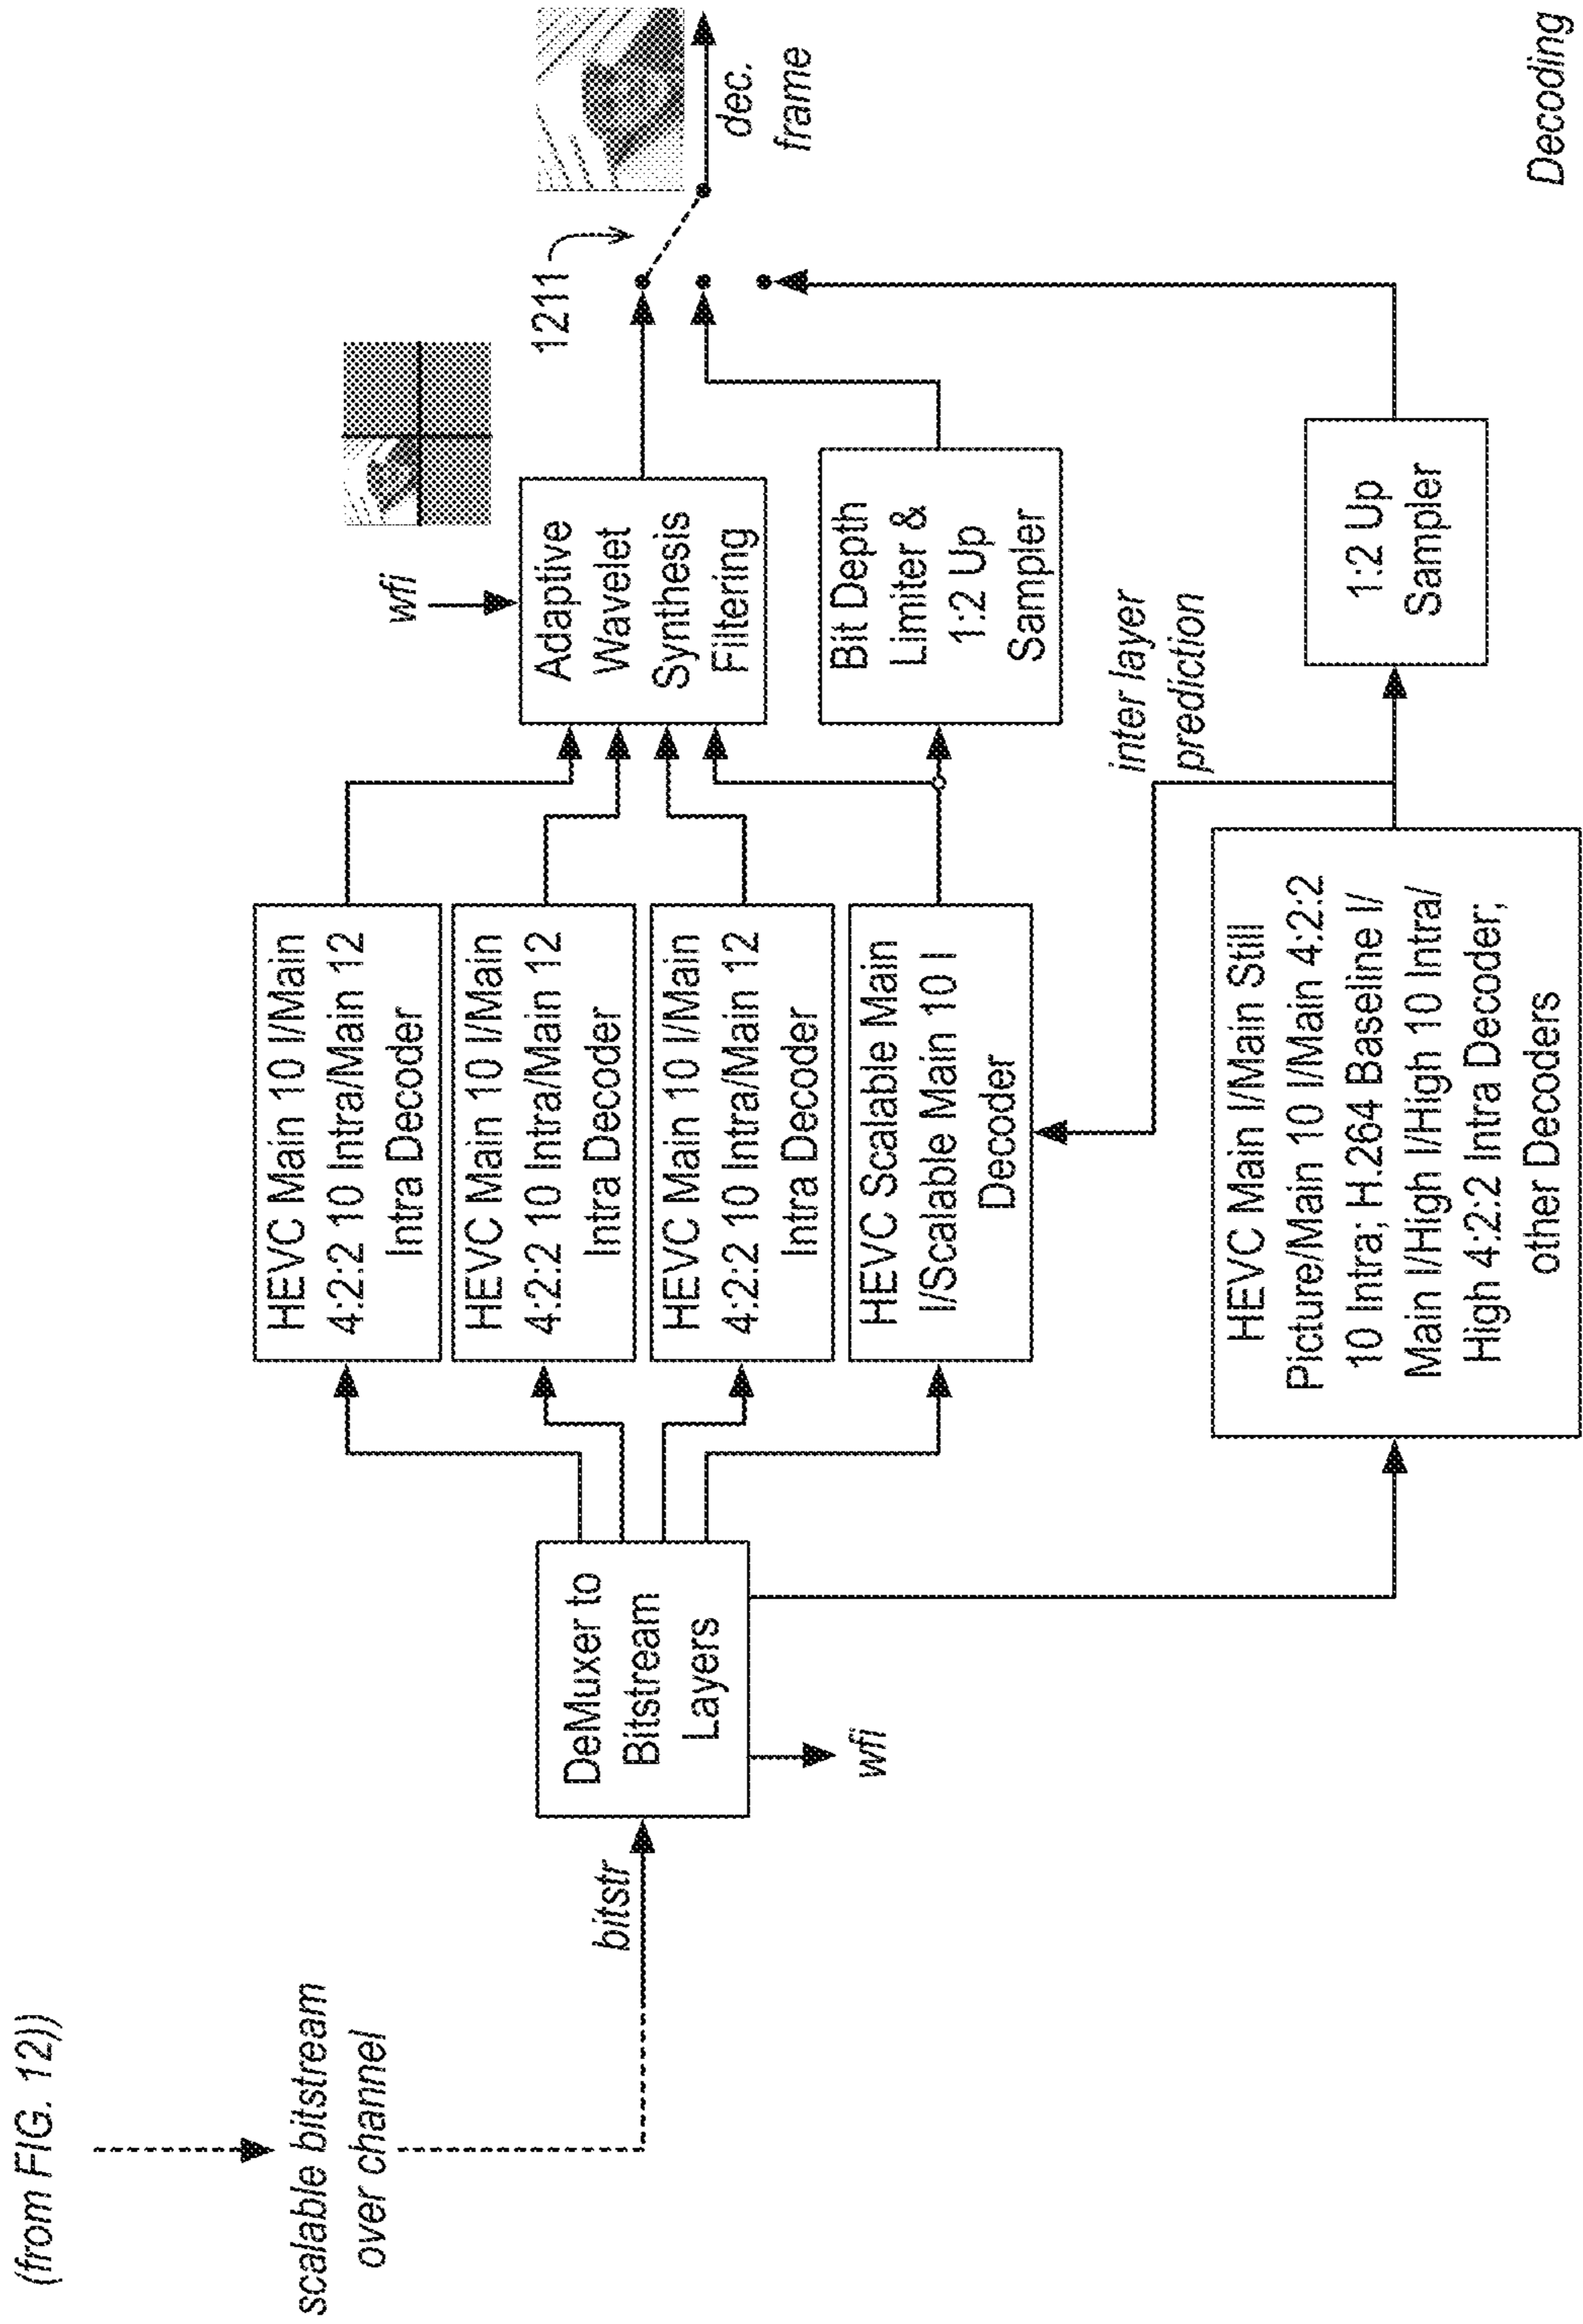 (from FIG. 12))
scalable bitstream
over channel
bitstr
DeMuxer to
Bitstream
Layers
wfi
HEVC Main 10 I/Main
4:2:2 10 Intra/Main 12
Intra Decoder
HEVC Main 10 I/Main
4:2:2 10 Intra/Main 12
Intra Decoder
HEVC Main 10 I/Main
4:2:2 10 Intra/Main 12
Intra Decoder
HEVC Scalable Main
I/Scalable Main 10 I
Decoder
HEVC Main I/Main Still
Picture/Main 10 I/Main 4:2:2
10 Intra; H.264 Baseline I/
Main I/High I/High 10 Intra/
High 4:2:2 Intra Decoder;
other Decoders
inter layer
prediction
wfi
Adaptive
Wavelet
Synthesis
Filtering
Bit Depth
Limiter &
1:2 Up
Sampler
1:2 Up
Sampler
1211
dec.
frame
Decoding